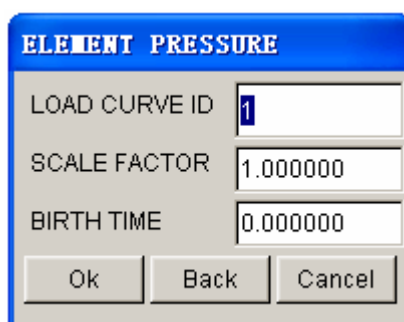 ELEMENT PRESSURE
LOAD CURVE ID 1
SCALE FACTOR 1.000000
BIRTH TIME 0.000000
Ok Back Cancel